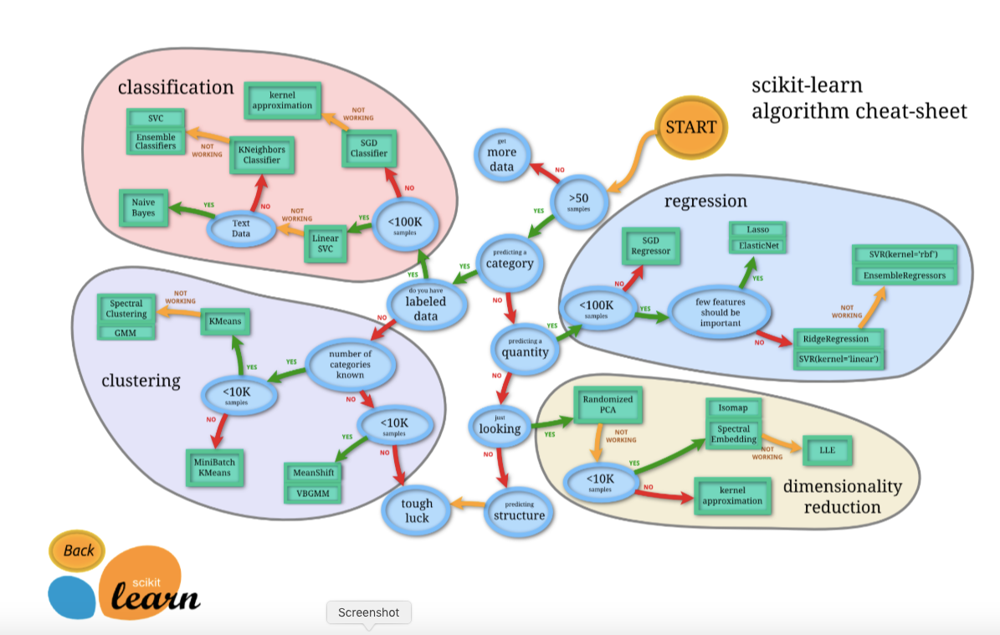 scikit-learn
algorithm cheat-sheet
START
get
more
data
NO
>50
samples
YES
predicting a
category
YES
NO
do you have
labeled
data
YES
NO
predicting a
quantity
YES
NO
just
looking
YES
NO
predicting
structure
tough
luck
classification
kernel
approximation
NOT
WORKING
SVC
Ensemble
Classifiers
NOT
WORKING
KNeighbors
Classifier
SGD
Classifier
NO
Naive
Bayes
YES
NO
Text
Data
NOT
WORKING
Linear
SVC
YES
<100K
samples
regression
SGD
Regressor
Lasso
ElasticNet
SVR(kernel='rbf')
EnsembleRegressors
NO
YES
<100K
samples
YES
few features
should be
important
NOT
WORKING
NO
RidgeRegression
SVR(kernel='linear')
clustering
Spectral
Clustering
GMM
NOT
WORKING
KMeans
YES
number of
categories
known
YES
NO
<10K
samples
NO
MiniBatch
KMeans
<10K
samples
YES
NO
MeanShift
VBGMM
dimensionality
reduction
Randomized
PCA
NOT
WORKING
Isomap
Spectral
Embedding
NOT
WORKING
LLE
YES
<10K
samples
NO
kernel
approximation
Back
scikit
learn
Screenshot